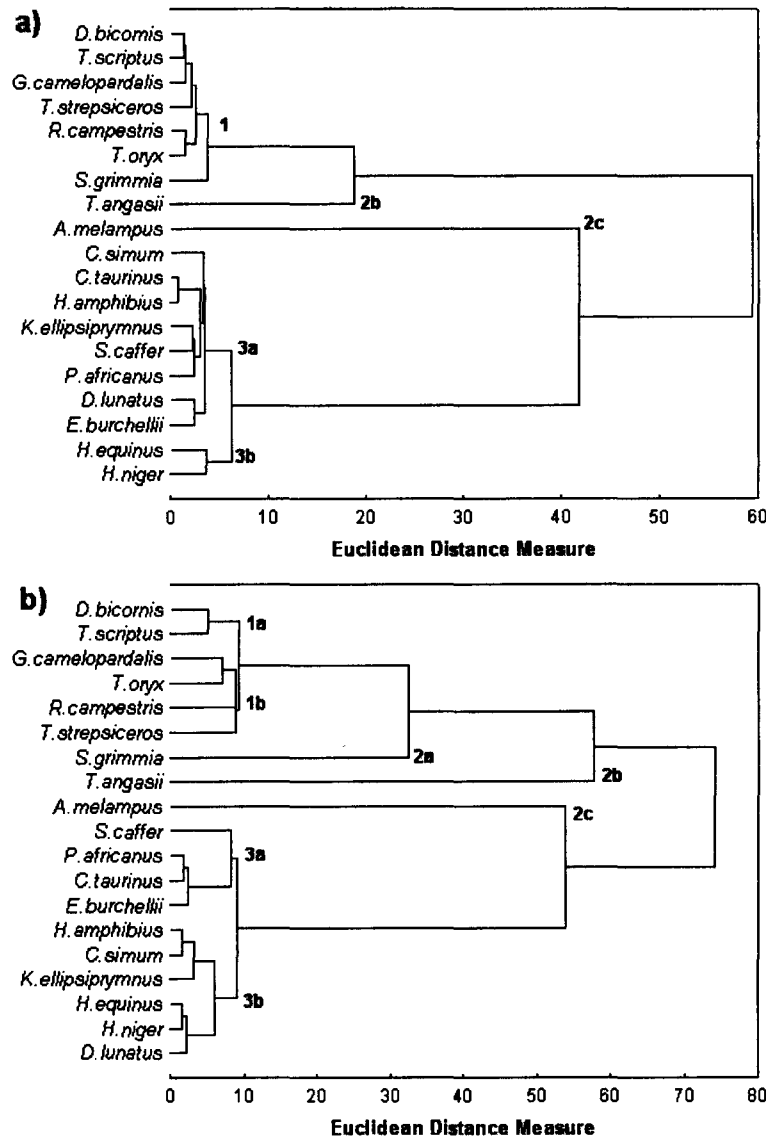 a)
D.bicornis
T.scriptus
G.camelopardalis
T.strepsiceros
R.campestris
1
T.oryx
S.grimmia
T.angasii
2b
A.melampus
2c
C.simum
C.taurinus
H.amphibius
K.ellipsiprymnus
S.caffer
3a
P.africanus
D.lunatus
E.burchellii
H.equinus
3b
H.niger
0 10 20 30 40 50 60
Euclidean Distance Measure
b)
D.bicornis
1a
T.scriptus
G.camelopardalis
T.oryx
R.campestris
1b
T.strepsiceros
S.grimmia
2a
T.angasii
2b
A.melampus
2c
S.caffer
P.africanus
3a
C.taurinus
E.burchellii
H.amphibius
C.simum
K.ellipsiprymnus
H.equinus
3b
H.niger
D.lunatus
0 10 20 30 40 50 60 70 80
Euclidean Distance Measure